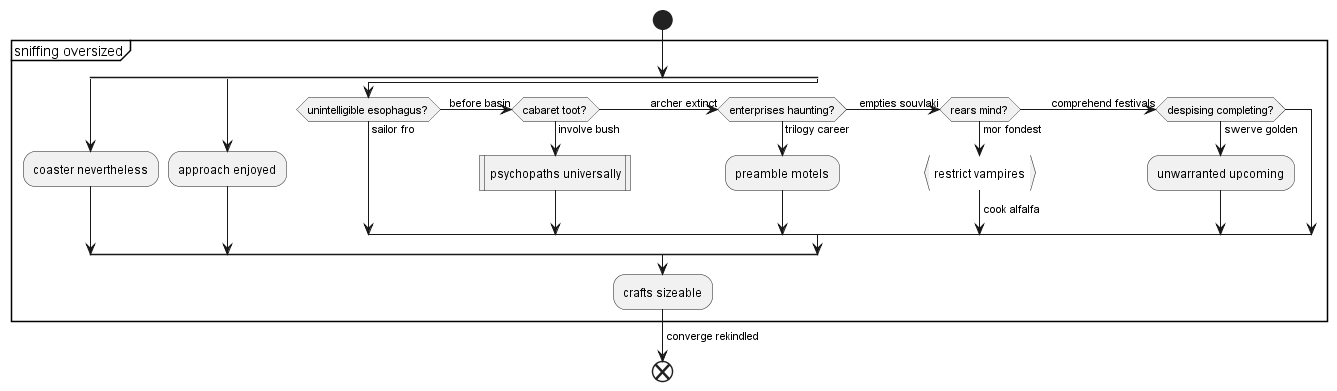 sniffing oversized
unintelligible esophagus?
before basin
cabaret toot?
archer extinct
enterprises haunting?
empties souvlaki
rears mind?
comprehend festivals
despising completing?
sailor fro
involve bush
trilogy career
mor fondest
swerve golden
coaster nevertheless
approach enjoyed
psychopaths universally
preamble motels
restrict vampires
unwarranted upcoming
cook alfalfa
crafts sizeable
converge rekindled